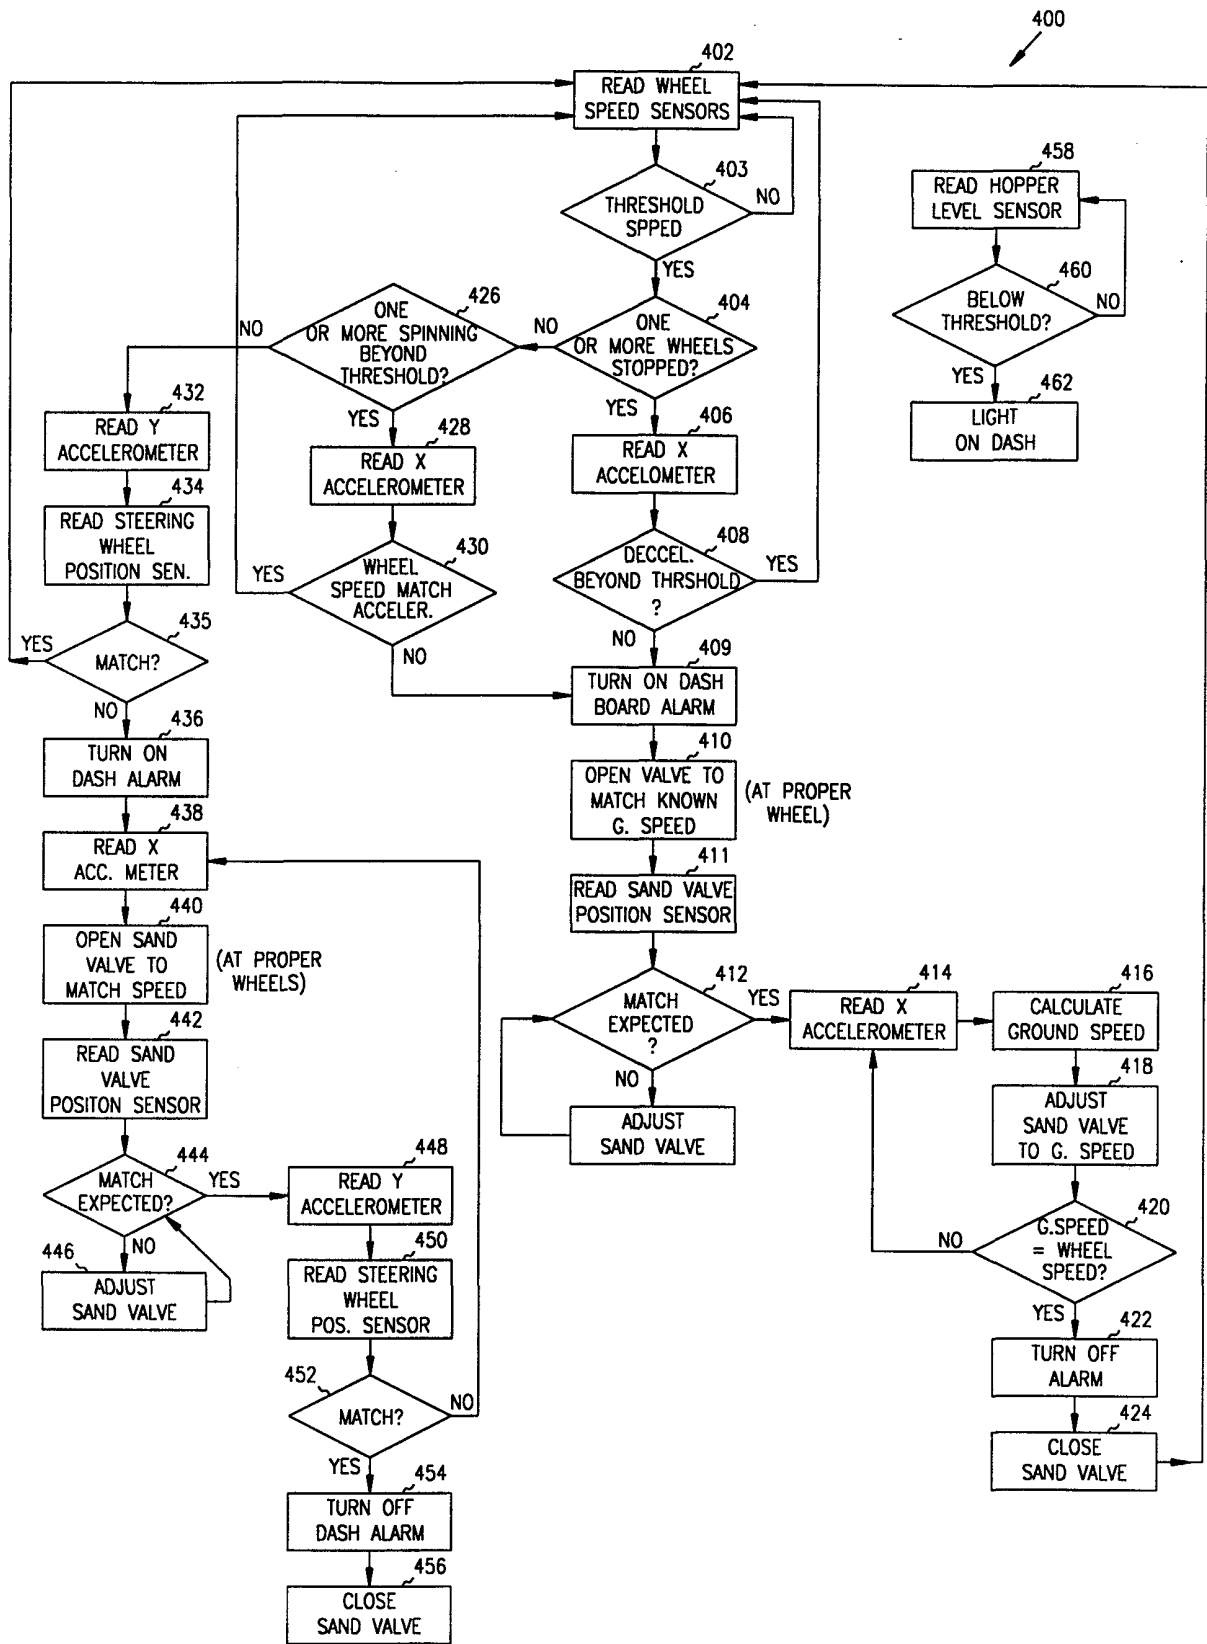 400
402
READ WHEEL
SPEED SENSORS
403
THRESHOLD
SPPED
NO
YES
404
ONE
OR MORE WHEELS
STOPPED?
NO
YES
406
READ X
ACCELOMETER
408
DECCEL.
BEYOND THRSHOLD
?
YES
NO
409
TURN ON DASH
BOARD ALARM
410
OPEN VALVE TO
MATCH KNOWN
G. SPEED
(AT PROPER
WHEEL)
411
READ SAND VALVE
POSITION SENSOR
412
MATCH
EXPECTED
?
YES
NO
ADJUST
SAND VALVE
414
READ X
ACCELEROMETER
416
CALCULATE
GROUND SPEED
418
ADJUST
SAND VALVE
TO G. SPEED
420
G.SPEED
= WHEEL
SPEED?
NO
YES
422
TURN OFF
ALARM
424
CLOSE
SAND VALVE
426
ONE
OR MORE SPINNING
BEYOND
THRESHOLD?
NO
YES
428
READ X
ACCELEROMETER
430
WHEEL
SPEED MATCH
ACCELER.
YES
NO
432
READ Y
ACCELEROMETER
434
READ STEERING
WHEEL
POSITION SEN.
435
MATCH?
YES
NO
436
TURN ON
DASH ALARM
438
READ X
ACC. METER
440
OPEN SAND
VALVE TO
MATCH SPEED
(AT PROPER
WHEELS)
442
READ SAND
VALVE
POSITON SENSOR
444
MATCH
EXPECTED?
YES
NO
446
ADJUST
SAND VALVE
448
READ Y
ACCELEROMETER
450
READ STEERING
WHEEL
POS. SENSOR
452
MATCH?
NO
YES
454
TURN OFF
DASH ALARM
456
CLOSE
SAND VALVE
458
READ HOPPER
LEVEL SENSOR
460
BELOW
THRESHOLD?
NO
YES
462
LIGHT
ON DASH